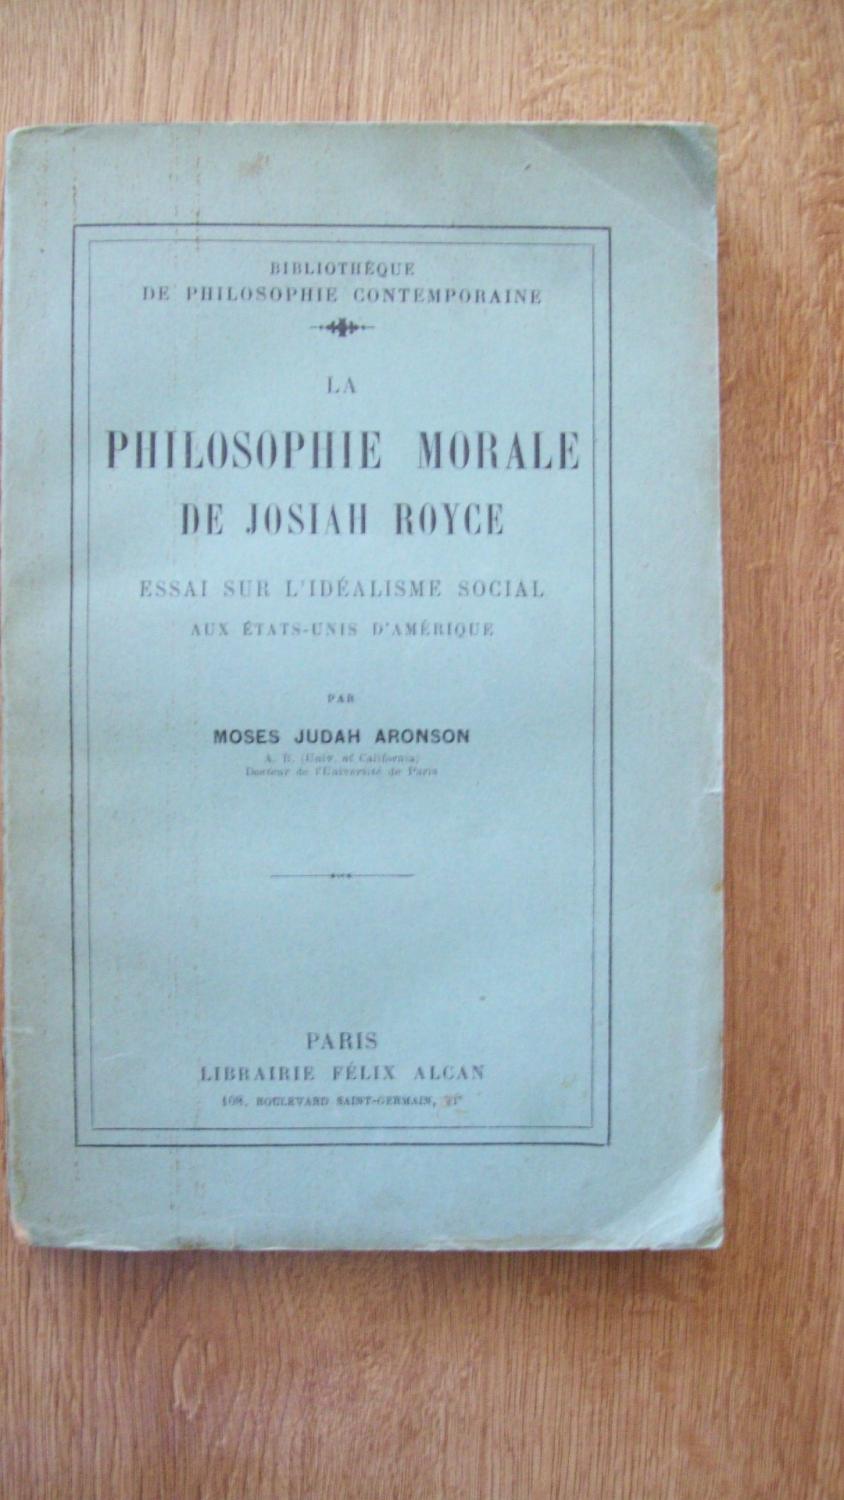 BIBLIOTHÈQUE
DE PHILOSOPHIE CONTEMPORAINE
LA
PHILOSOPHIE MORALE
DE JOSIAH ROYCE
ESSAI SUR L'IDÉALISME SOCIAL
AUX ÉTATS-UNIS D'AMÉRIQUE
PAR
MOSES JUDAH ARONSON
A. B. (Univ. of California)
Docteur de l'Université de Paris
PARIS
LIBRAIRIE FÉLIX ALCAN
108, BOULEVARD SAINT-GERMAIN, VIe